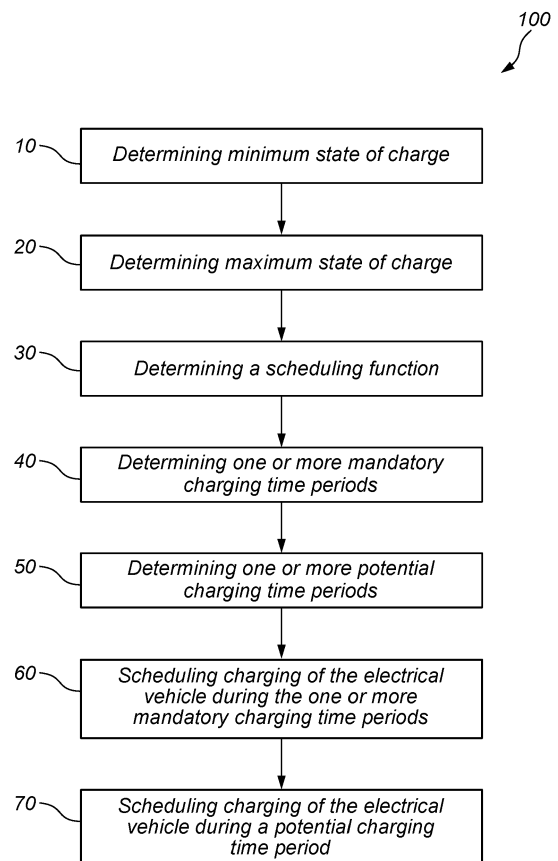 100
10
Determining minimum state of charge
20
Determining maximum state of charge
30
Determining a scheduling function
40
Determining one or more mandatory
charging time periods
50
Determining one or more potential
charging time periods
60
Scheduling charging of the electrical
vehicle during the one or more
mandatory charging time periods
70
Scheduling charging of the electrical
vehicle during a potential charging
time period